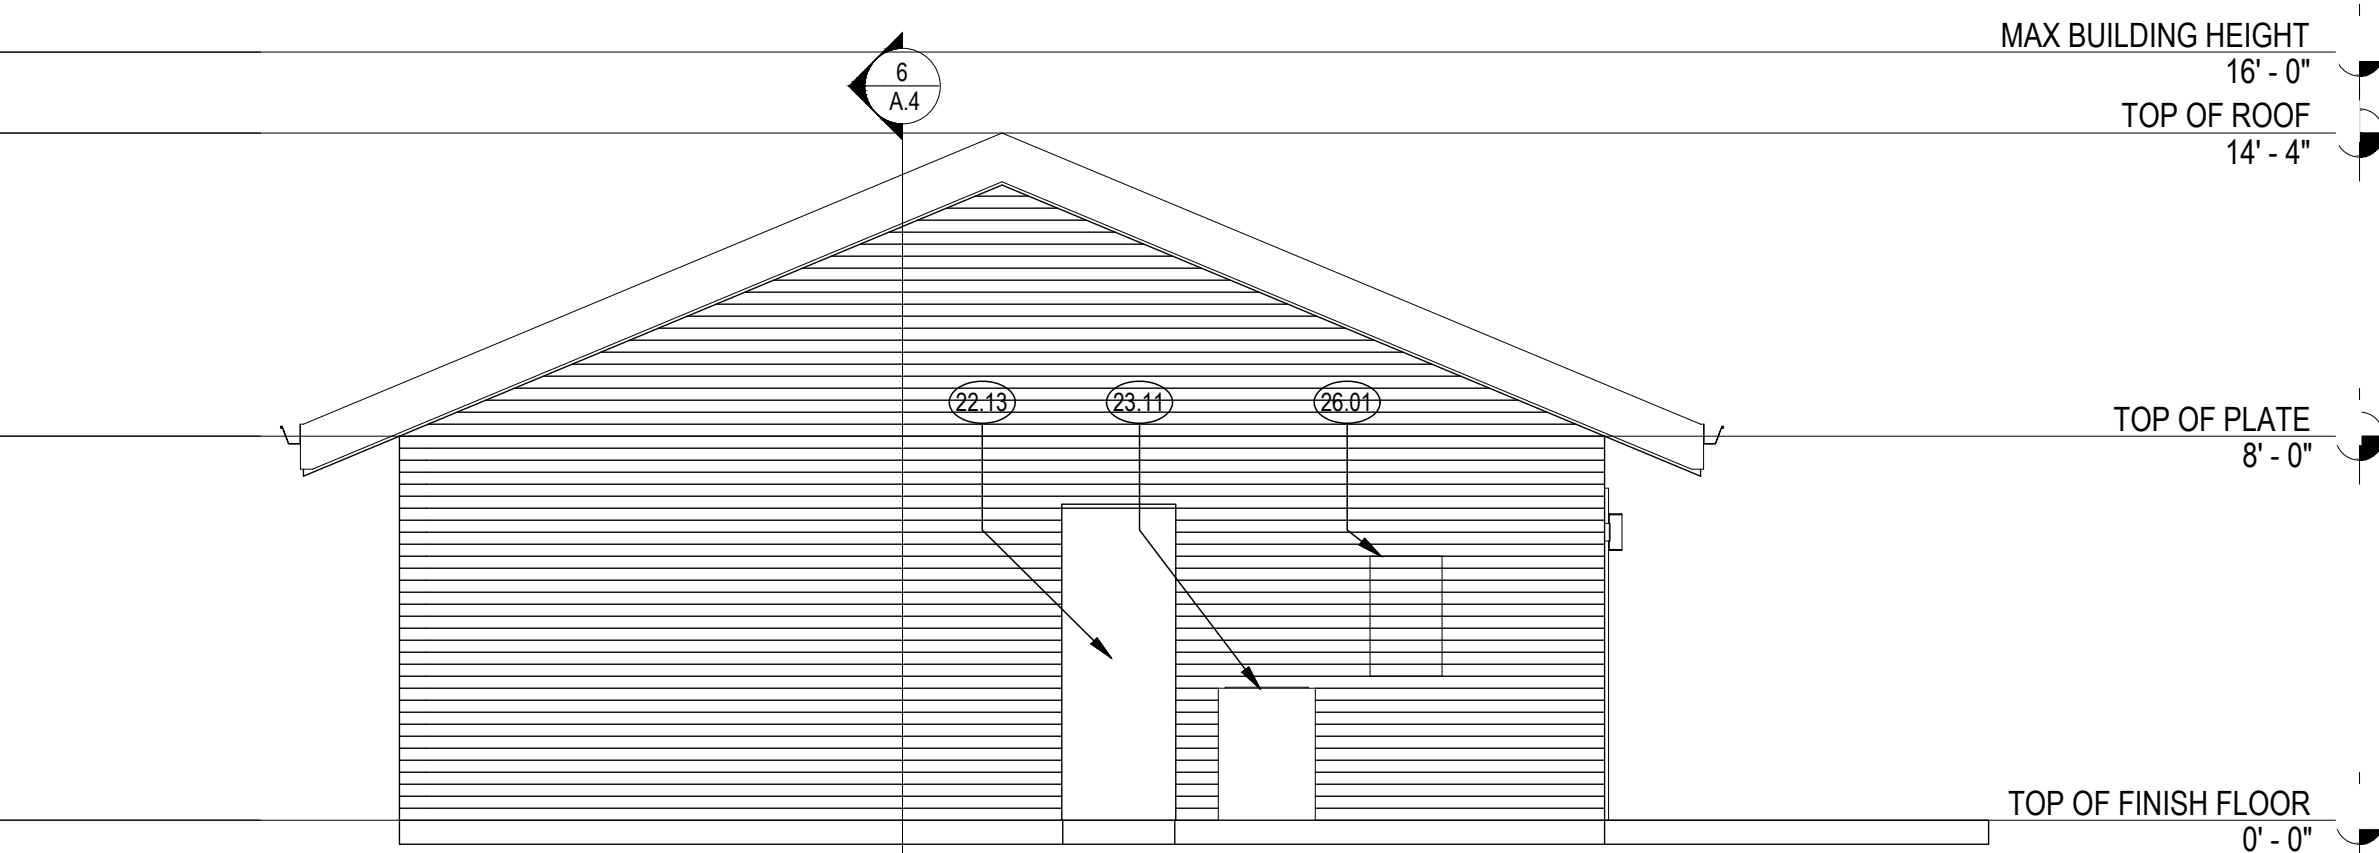 MAX BUILDING HEIGHT
16' - 0"
6
A.4
TOP OF ROOF
14' - 4"
22.13
23.11
26.01
TOP OF PLATE
8' - 0"
TOP OF FINISH FLOOR
0' - 0"